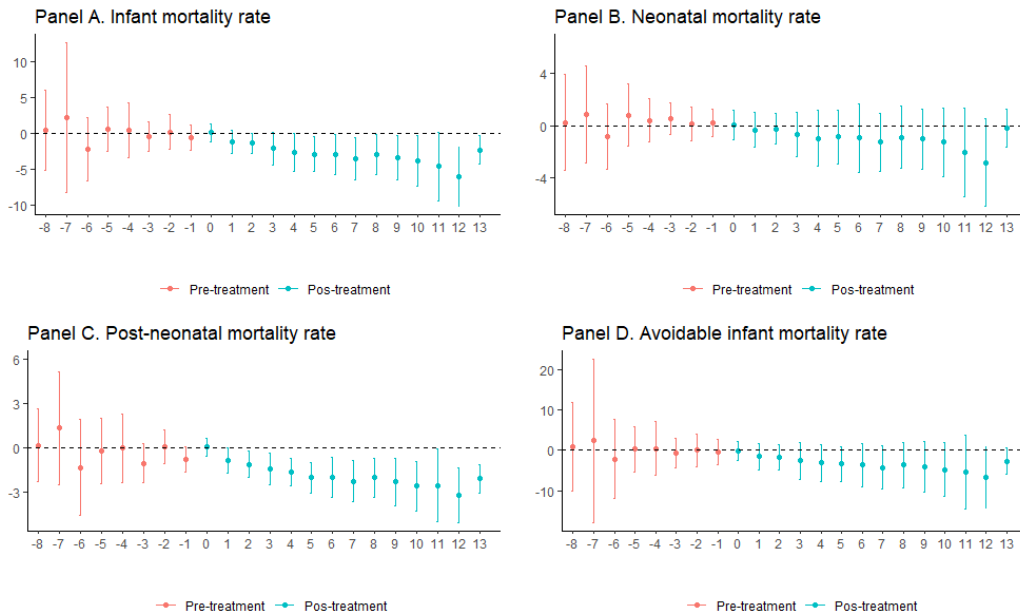 Panel A. Infant mortality rate
10
5
0
-5
-10
-8 -7 -6 -5 -4 -3 -2 -1 0 1 2 3 4 5 6 7 8 9 10 11 12 13
Pre-treatment Pos-treatment
Panel B. Neonatal mortality rate
4
0
-4
-8 -7 -6 -5 -4 -3 -2 -1 0 1 2 3 4 5 6 7 8 9 10 11 12 13
Pre-treatment Pos-treatment
Panel C. Post-neonatal mortality rate
6
3
0
-3
-8 -7 -6 -5 -4 -3 -2 -1 0 1 2 3 4 5 6 7 8 9 10 11 12 13
Pre-treatment Pos-treatment
Panel D. Avoidable infant mortality rate
20
10
0
-10
-8 -7 -6 -5 -4 -3 -2 -1 0 1 2 3 4 5 6 7 8 9 10 11 12 13
Pre-treatment Pos-treatment